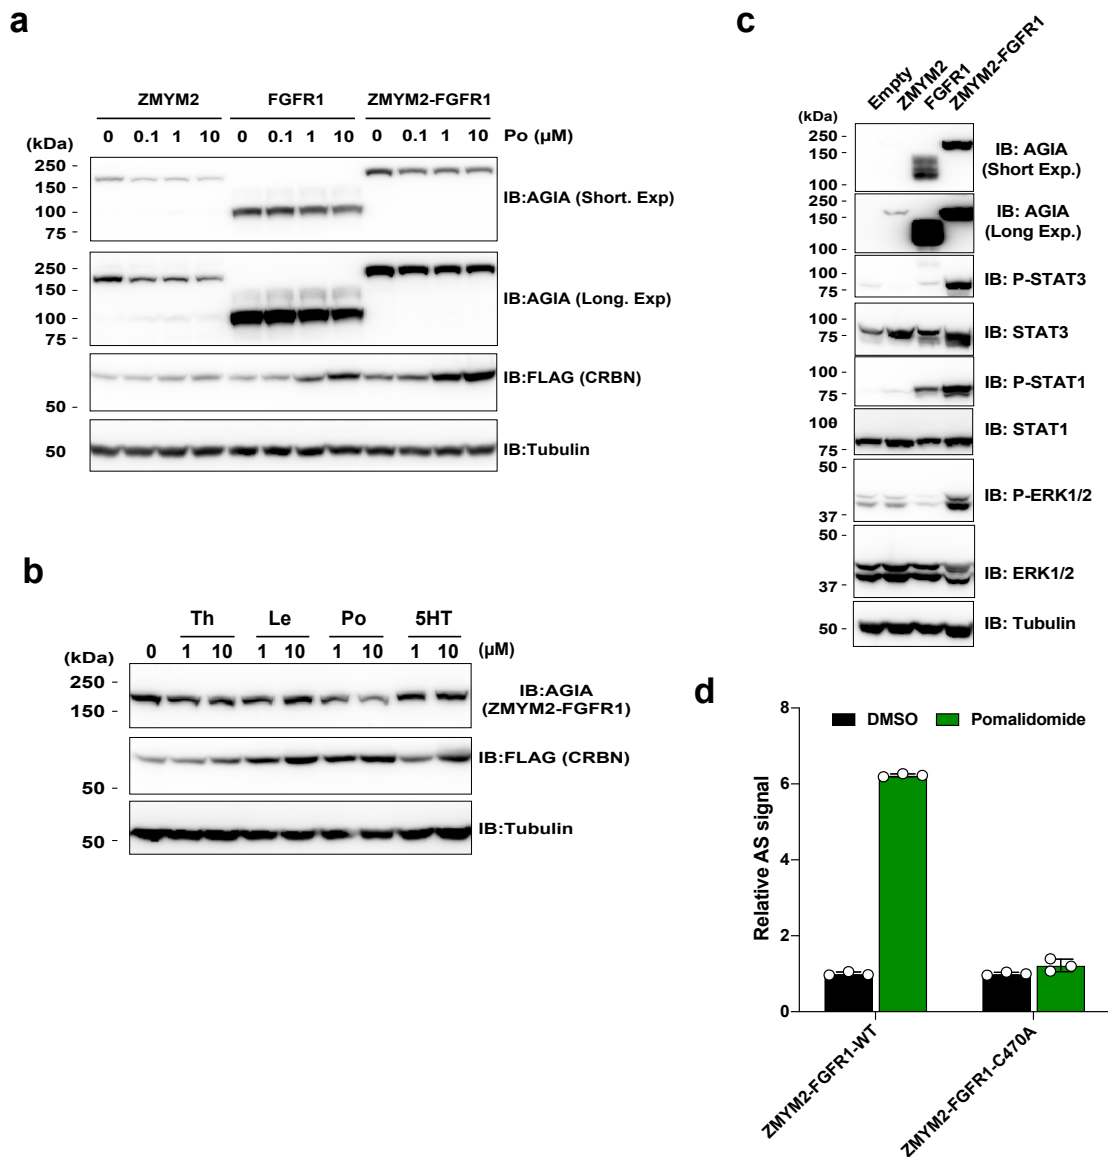 a
ZMYM2 FGFR1 ZMYM2-FGFR1
0 0.1 1 10 0 0.1 1 10 0 0.1 1 10 Po (µM)
(kDa)
250 -
150 -
100 -
75 -
IB:AGIA (Short. Exp)
250 -
150 -
100 -
75 -
IB:AGIA (Long. Exp)
50 -
IB:FLAG (CRBN)
50
IB:Tubulin
b
Th Le Po 5HT
0 1 10 1 10 1 10 1 10 (µM)
(kDa)
250 -
150 -
IB:AGIA
(ZMYM2-FGFR1)
50 -
IB:FLAG (CRBN)
50 -
IB:Tubulin
c
Empty
ZMYM2
FGFR1
ZMYM2-FGFR1
(kDa)
250 -
150 -
100 -
IB: AGIA
(Short Exp.)
250 -
150 -
100 -
IB: AGIA
(Long Exp.)
100 -
75 -
IB: P-STAT3
100 -
75 -
IB: STAT3
100 -
75 -
IB: P-STAT1
100 -
75 -
IB: STAT1
50 -
37 -
IB: P-ERK1/2
50 -
37 -
IB: ERK1/2
50 -
IB: Tubulin
d
DMSO Pomalidomide
Relative AS signal
8
6
4
2
0
ZMYM2-FGFR1-WT
ZMYM2-FGFR1-C470A